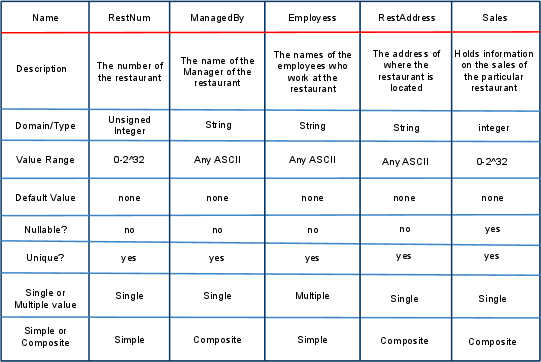 Name RestNum ManagedBy Employess RestAddress Sales
Description The number of the restaurant The name of the Manager of the restaurant The names of the employees who work at the restaurant The address of where the restaurant is located Holds information on the sales of the particular restaurant
Domain/Type Unsigned Integer String String String integer
Value Range 0-2^32 Any ASCII Any ASCII Any ASCII 0-2^32
Default Value none none none none none
Nullable? no no no no yes
Unique? yes yes yes yes yes
Single or Multiple value Single Single Multiple Single Single
Simple or Composite Simple Composite Simple Composite Composite